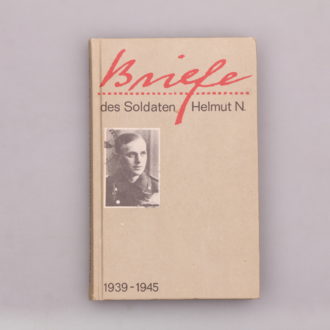 Briefe
des Soldaten Helmut N.
1939-1945